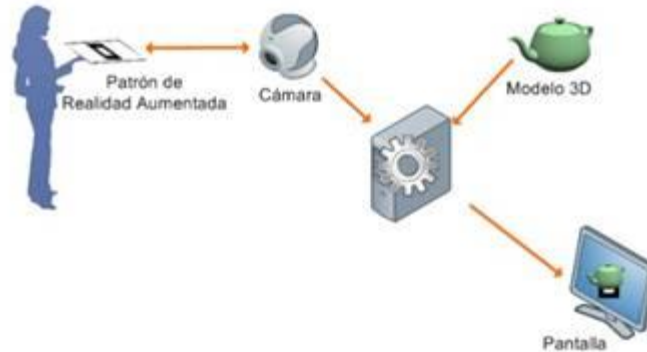 Patrón de
Realidad Aumentada
Cámara
Modelo 3D
Pantalla